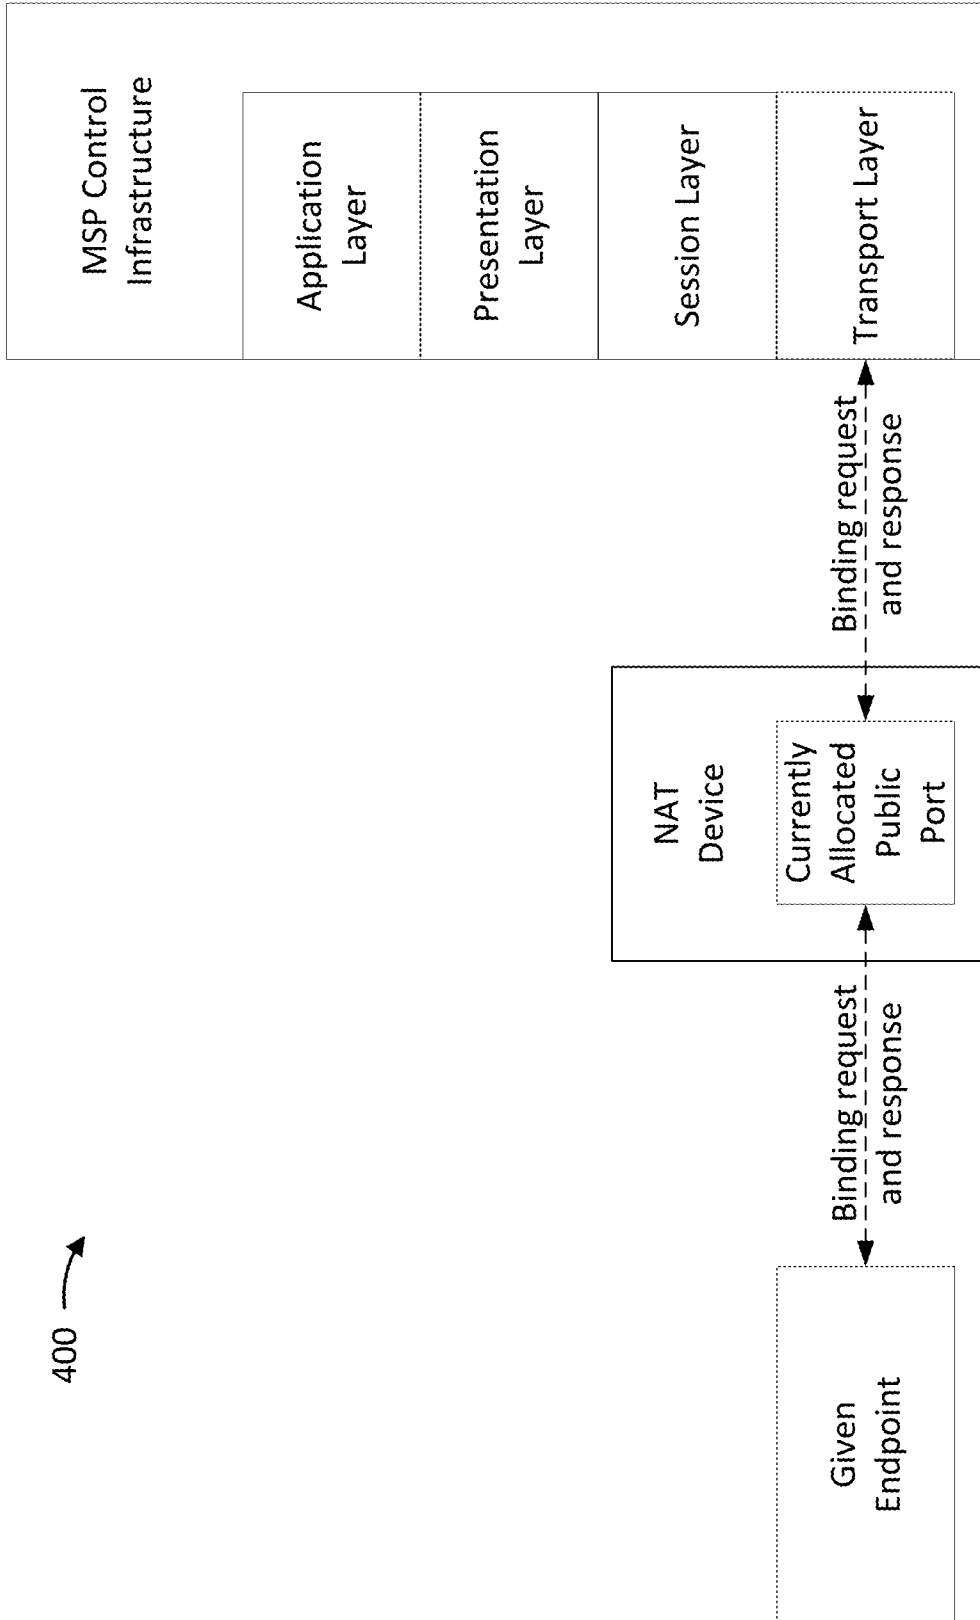 400
MSP Control
Infrastructure
Application
Layer
Presentation
Layer
Session Layer
Transport Layer
Given
Endpoint
Binding request
and response
NAT
Device
Currently
Allocated
Public
Port
Binding request
and response